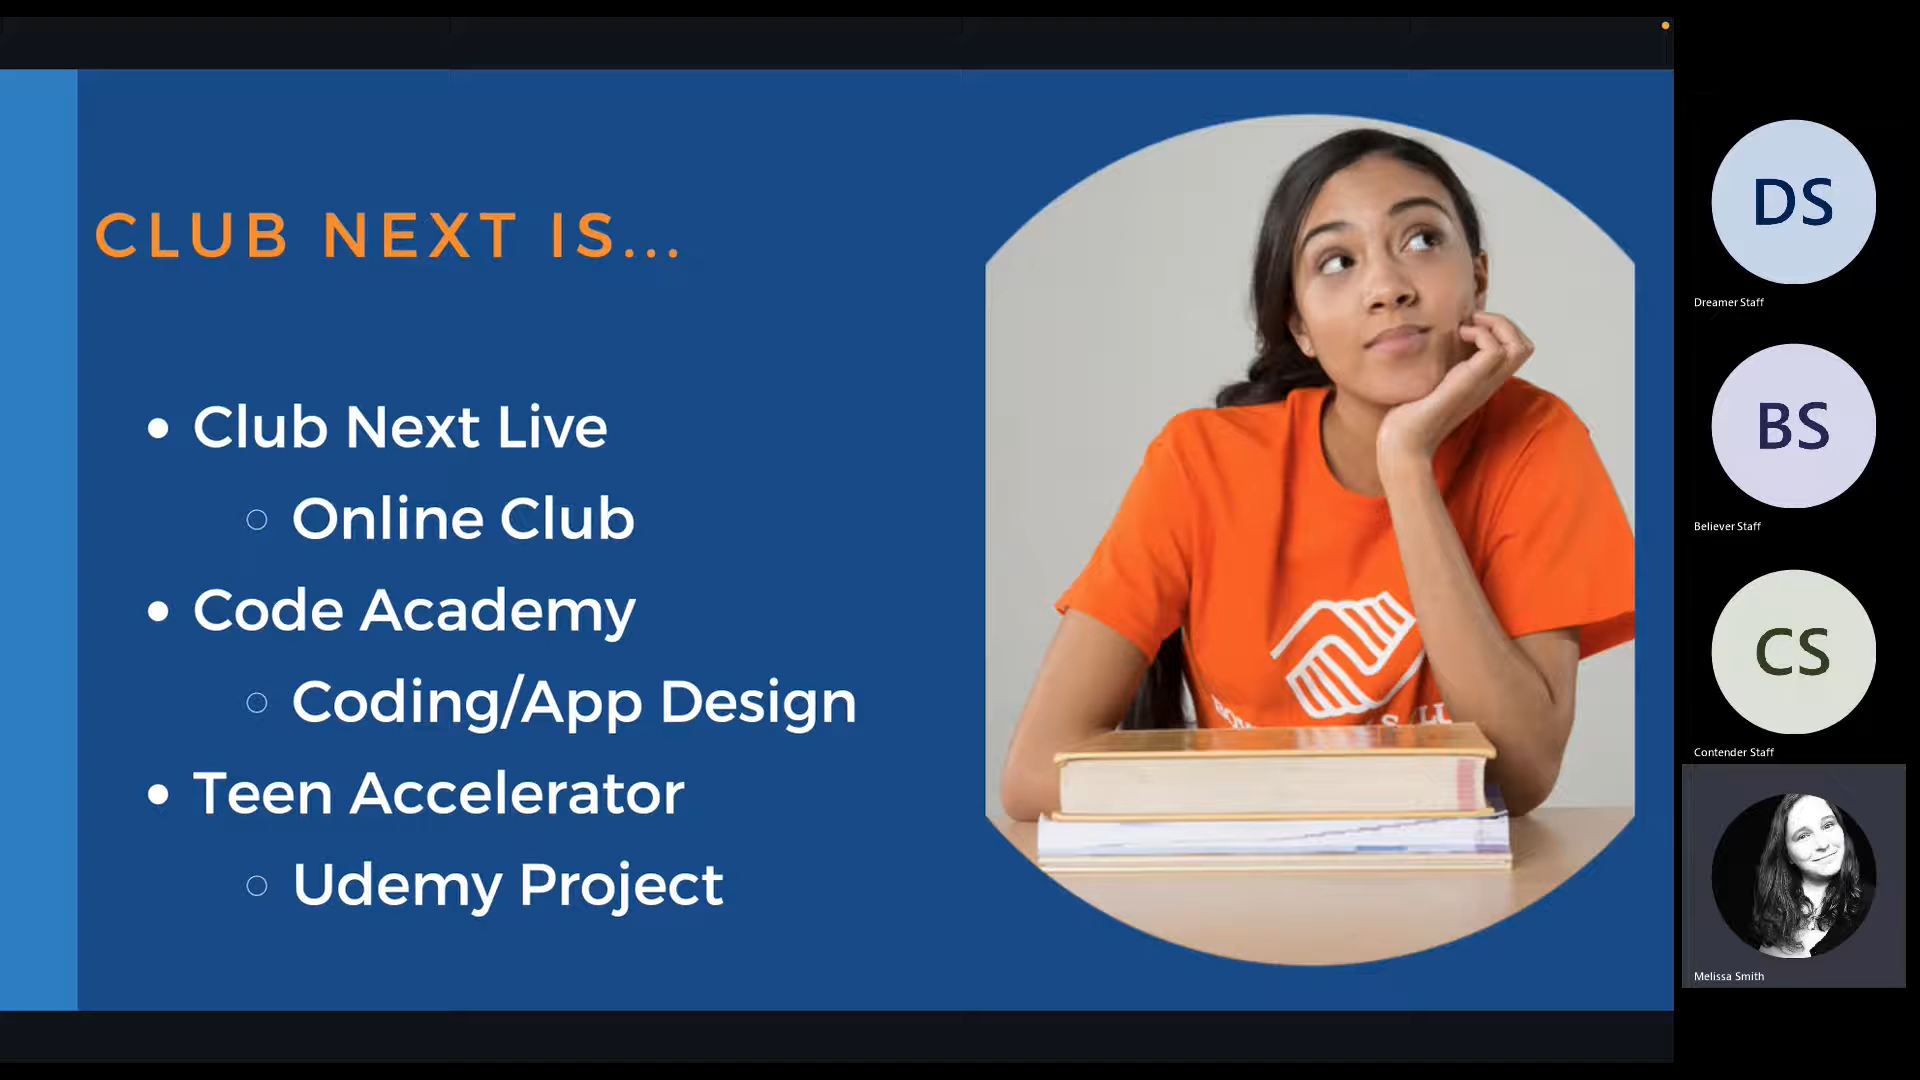 CLUB NEXT IS...
• Club Next Live
○ Online Club
• Code Academy
○ Coding/App Design
• Teen Accelerator
○ Udemy Project
DS
Dreamer Staff
BS
Believer Staff
CS
Contender Staff
Melissa Smith